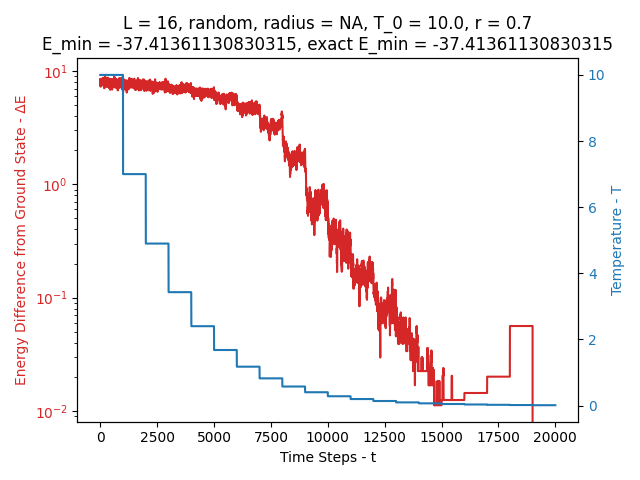 L = 16, random, radius = NA, T_0 = 10.0, r = 0.7
E_min = -37.41361130830315, exact E_min = -37.41361130830315
Energy Difference from Ground State - ΔE
10¹
10⁰
10⁻¹
10⁻²
10
8
6
4
2
0
Temperature - T
0 2500 5000 7500 10000 12500 15000 17500 20000
Time Steps - t